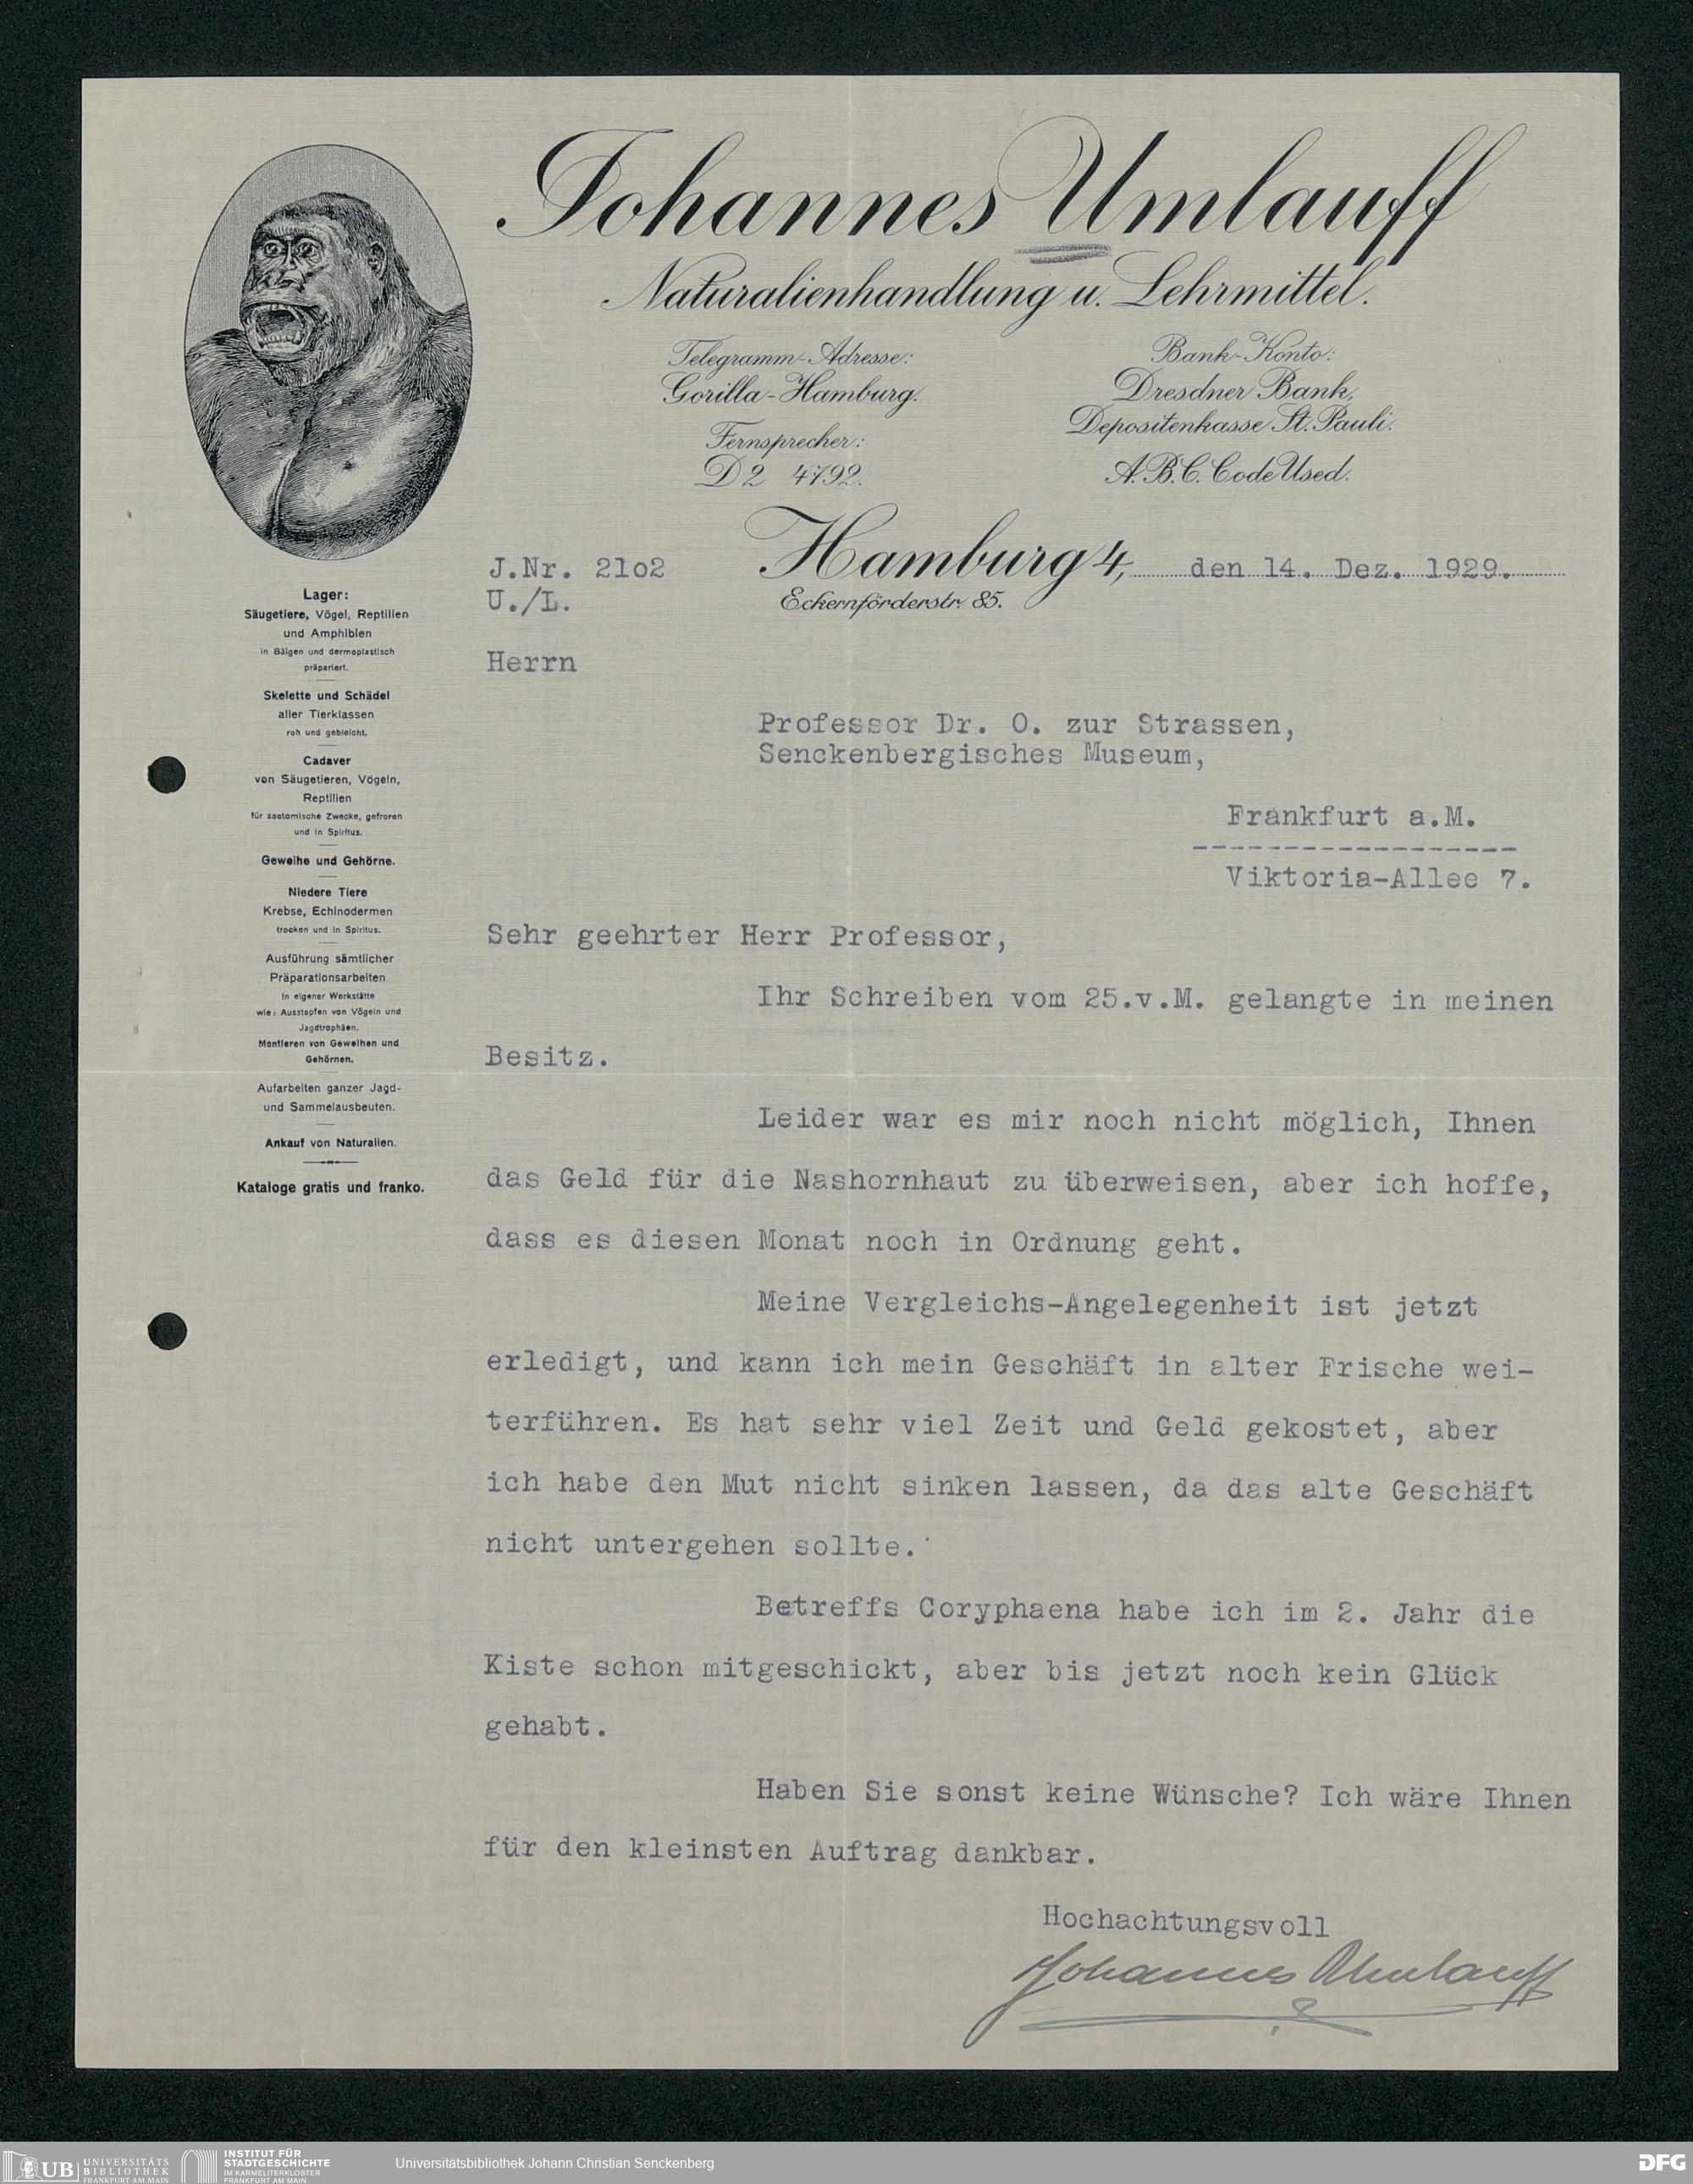 Johannes Umlauff
Naturalienhandlung u. Lehrmittel.
Telegramm-Adresse:
Gorilla-Hamburg.
Fernsprecher:
D2 4792.
Bank-Konto:
Dresdner Bank,
Depositenkasse St. Pauli.
A.B.C. Code Used.
J.Nr. 21o2
U./L.
Hamburg 4, den 14. Dez. 1929.
Eckernförderstr. 85.
Lager:
Säugetiere, Vögel, Reptilien
und Amphibien
in Bälgen und dermoplastisch
präpariert.
Skelette und Schädel
aller Tierklassen
roh und gebleicht.
Cadaver
von Säugetieren, Vögeln,
Reptilien
für zootomische Zwecke, gefroren
und in Spiritus.
Geweihe und Gehörne.
Niedere Tiere
Krebse, Echinodermen
trocken und in Spiritus.
Ausführung sämtlicher
Präparationsarbeiten
in eigener Werkstätte
wie: Ausstopfen von Vögeln und
Jagdtrophäen.
Montieren von Geweihen und
Gehörnen.
Aufarbeiten ganzer Jagd-
und Sammelausbeuten.
Ankauf von Naturalien.
Kataloge gratis und franko.
Herrn
Professor Dr. O. zur Strassen,
Senckenbergisches Museum,
Frankfurt a.M.
Viktoria-Allee 7.
Sehr geehrter Herr Professor,
Ihr Schreiben vom 25.v.M. gelangte in meinen
Besitz.
Leider war es mir noch nicht möglich, Ihnen
das Geld für die Nashornhaut zu überweisen, aber ich hoffe,
dass es diesen Monat noch in Ordnung geht.
Meine Vergleichs-Angelegenheit ist jetzt
erledigt, und kann ich mein Geschäft in alter Frische wei-
terführen. Es hat sehr viel Zeit und Geld gekostet, aber
ich habe den Mut nicht sinken lassen, da das alte Geschäft
nicht untergehen sollte.
Betreffs Coryphaena habe ich im 2. Jahr die
Kiste schon mitgeschickt, aber bis jetzt noch kein Glück
gehabt.
Haben Sie sonst keine Wünsche? Ich wäre Ihnen
für den kleinsten Auftrag dankbar.
Hochachtungsvoll
Johannes Umlauff
UB UNIVERSITÄTS
BIBLIOTHEK
FRANKFURT AM MAIN
INSTITUT FÜR
STADTGESCHICHTE
IM KARMELITERKLOSTER
FRANKFURT AM MAIN
Universitätsbibliothek Johann Christian Senckenberg
DFG